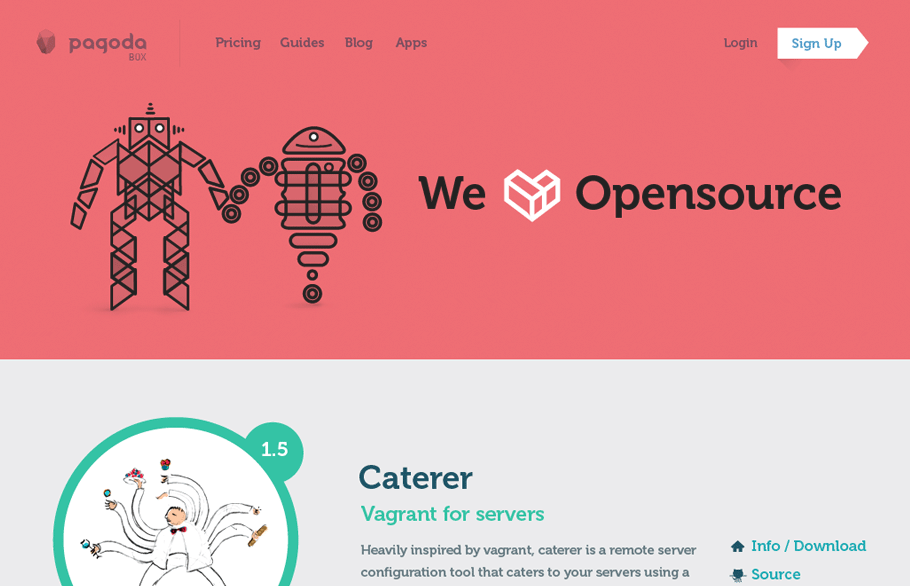 pagoda
BOX
Pricing Guides Blog Apps
Login Sign Up
We Opensource
1.5
Caterer
Vagrant for servers
Heavily inspired by vagrant, caterer is a remote server
configuration tool that caters to your servers using a
Info / Download
Source